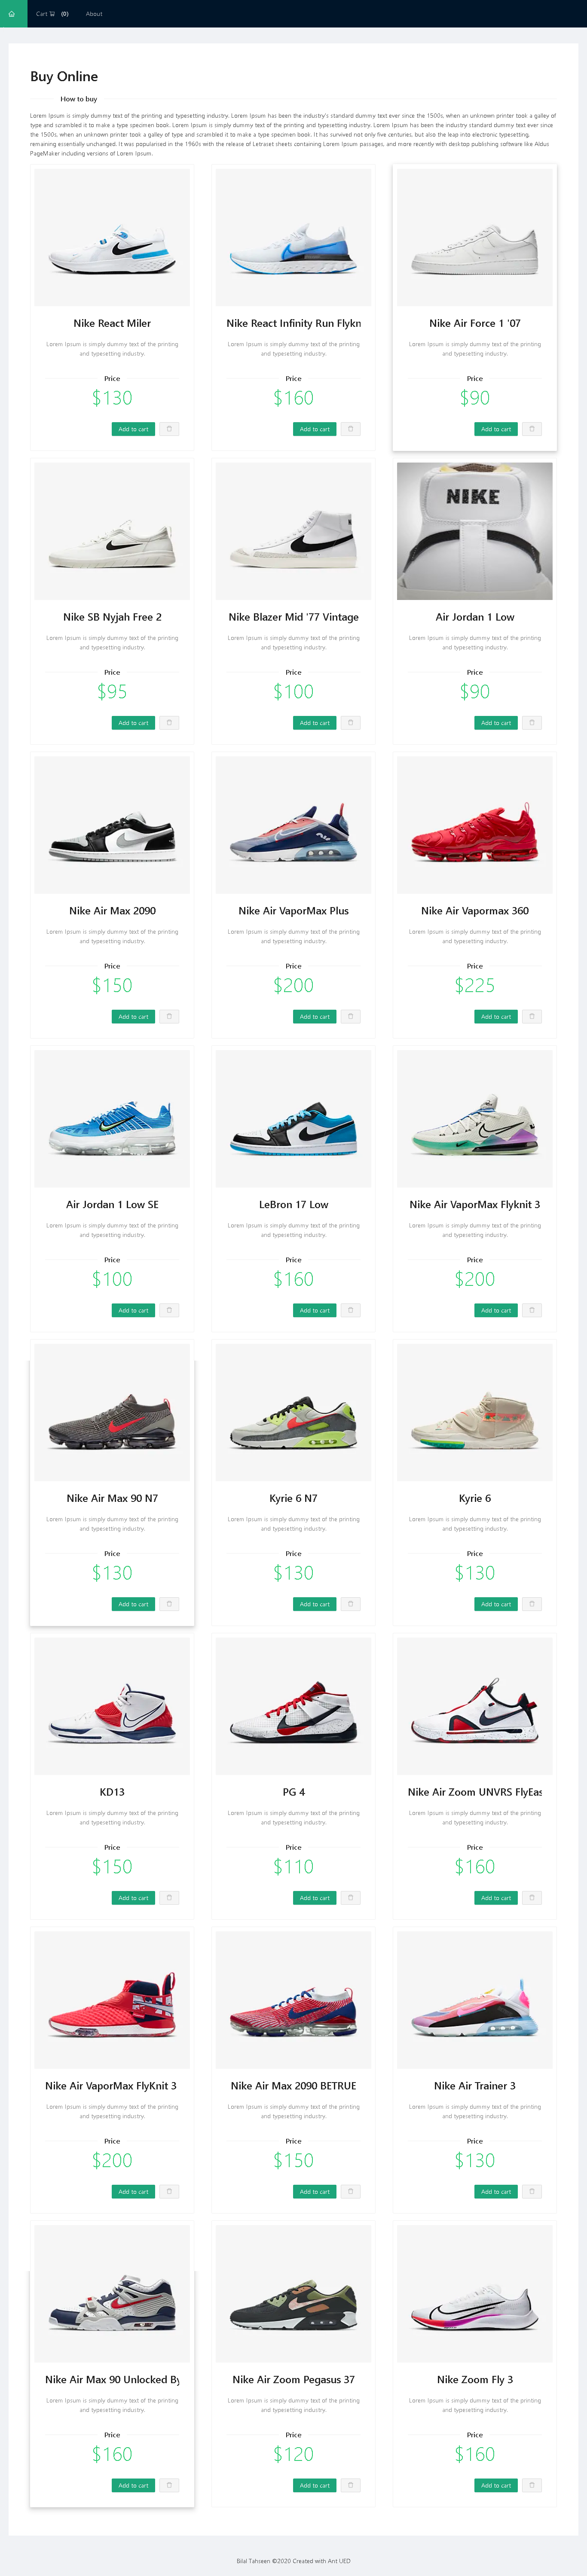 Cart (0) About
Buy Online
How to buy
Lorem Ipsum is simply dummy text of the printing and typesetting industry. Lorem Ipsum has been the industry's standard dummy text ever since the 1500s, when an unknown printer took a galley of
type and scrambled it to make a type specimen book. Lorem Ipsum is simply dummy text of the printing and typesetting industry. Lorem Ipsum has been the industry standard dummy text ever since
the 1500s, when an unknown printer took a galley of type and scrambled it to make a type specimen book. It has survived not only five centuries, but also the leap into electronic typesetting,
remaining essentially unchanged. It was popularised in the 1960s with the release of Letraset sheets containing Lorem Ipsum passages, and more recently with desktop publishing software like Aldus
PageMaker including versions of Lorem Ipsum.
Nike React Miler
Lorem Ipsum is simply dummy text of the printing
and typesetting industry.
Price
$130
Add to cart
Nike React Infinity Run Flykn
Lorem Ipsum is simply dummy text of the printing
and typesetting industry.
Price
$160
Add to cart
Nike Air Force 1 '07
Lorem Ipsum is simply dummy text of the printing
and typesetting industry.
Price
$90
Add to cart
Nike SB Nyjah Free 2
Lorem Ipsum is simply dummy text of the printing
and typesetting industry.
Price
$95
Add to cart
Nike Blazer Mid '77 Vintage
Lorem Ipsum is simply dummy text of the printing
and typesetting industry.
Price
$100
Add to cart
NIKE
Air Jordan 1 Low
Lorem Ipsum is simply dummy text of the printing
and typesetting industry.
Price
$90
Add to cart
Nike Air Max 2090
Lorem Ipsum is simply dummy text of the printing
and typesetting industry.
Price
$150
Add to cart
Nike Air VaporMax Plus
Lorem Ipsum is simply dummy text of the printing
and typesetting industry.
Price
$200
Add to cart
Nike Air Vapormax 360
Lorem Ipsum is simply dummy text of the printing
and typesetting industry.
Price
$225
Add to cart
Air Jordan 1 Low SE
Lorem Ipsum is simply dummy text of the printing
and typesetting industry.
Price
$100
Add to cart
LeBron 17 Low
Lorem Ipsum is simply dummy text of the printing
and typesetting industry.
Price
$160
Add to cart
Nike Air VaporMax Flyknit 3
Lorem Ipsum is simply dummy text of the printing
and typesetting industry.
Price
$200
Add to cart
Nike Air Max 90 N7
Lorem Ipsum is simply dummy text of the printing
and typesetting industry.
Price
$130
Add to cart
Kyrie 6 N7
Lorem Ipsum is simply dummy text of the printing
and typesetting industry.
Price
$130
Add to cart
Kyrie 6
Lorem Ipsum is simply dummy text of the printing
and typesetting industry.
Price
$130
Add to cart
KD13
Lorem Ipsum is simply dummy text of the printing
and typesetting industry.
Price
$150
Add to cart
PG 4
Lorem Ipsum is simply dummy text of the printing
and typesetting industry.
Price
$110
Add to cart
Nike Air Zoom UNVRS FlyEas
Lorem Ipsum is simply dummy text of the printing
and typesetting industry.
Price
$160
Add to cart
Nike Air VaporMax FlyKnit 3
Lorem Ipsum is simply dummy text of the printing
and typesetting industry.
Price
$200
Add to cart
Nike Air Max 2090 BETRUE
Lorem Ipsum is simply dummy text of the printing
and typesetting industry.
Price
$150
Add to cart
Nike Air Trainer 3
Lorem Ipsum is simply dummy text of the printing
and typesetting industry.
Price
$130
Add to cart
Nike Air Max 90 Unlocked By
Lorem Ipsum is simply dummy text of the printing
and typesetting industry.
Price
$160
Add to cart
Nike Air Zoom Pegasus 37
Lorem Ipsum is simply dummy text of the printing
and typesetting industry.
Price
$120
Add to cart
Nike Zoom Fly 3
Lorem Ipsum is simply dummy text of the printing
and typesetting industry.
Price
$160
Add to cart
Bilal Tahseen ©2020 Created with Ant UED